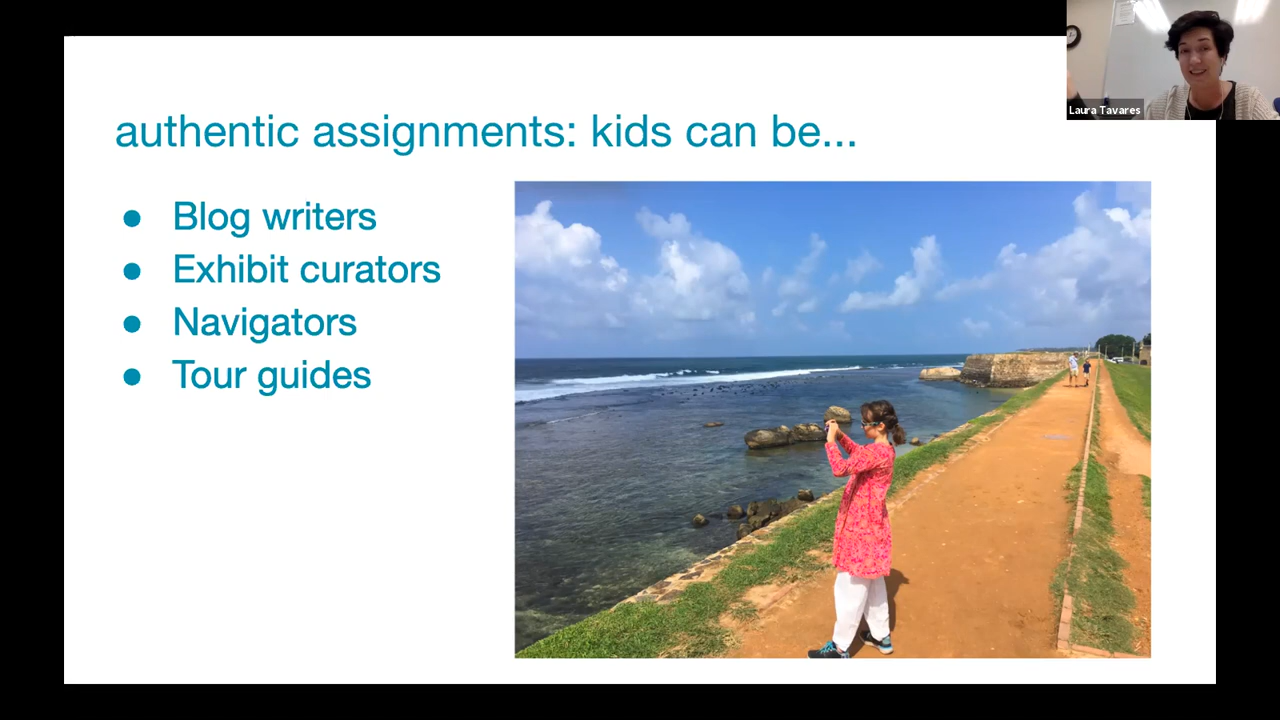 Laura Tavares
authentic assignments: kids can be...
● Blog writers
● Exhibit curators
● Navigators
● Tour guides